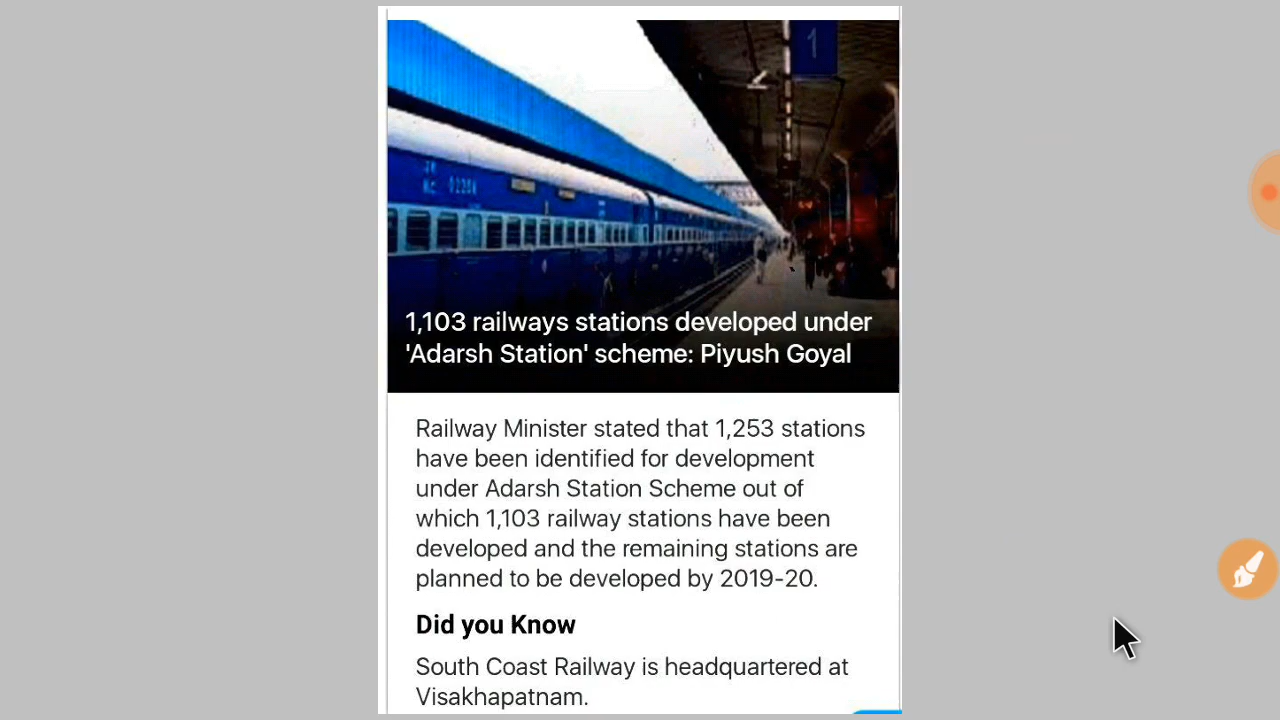 1
1,103 railways stations developed under
'Adarsh Station' scheme: Piyush Goyal
Railway Minister stated that 1,253 stations
have been identified for development
under Adarsh Station Scheme out of
which 1,103 railway stations have been
developed and the remaining stations are
planned to be developed by 2019-20.
Did you Know
South Coast Railway is headquartered at
Visakhapatnam.